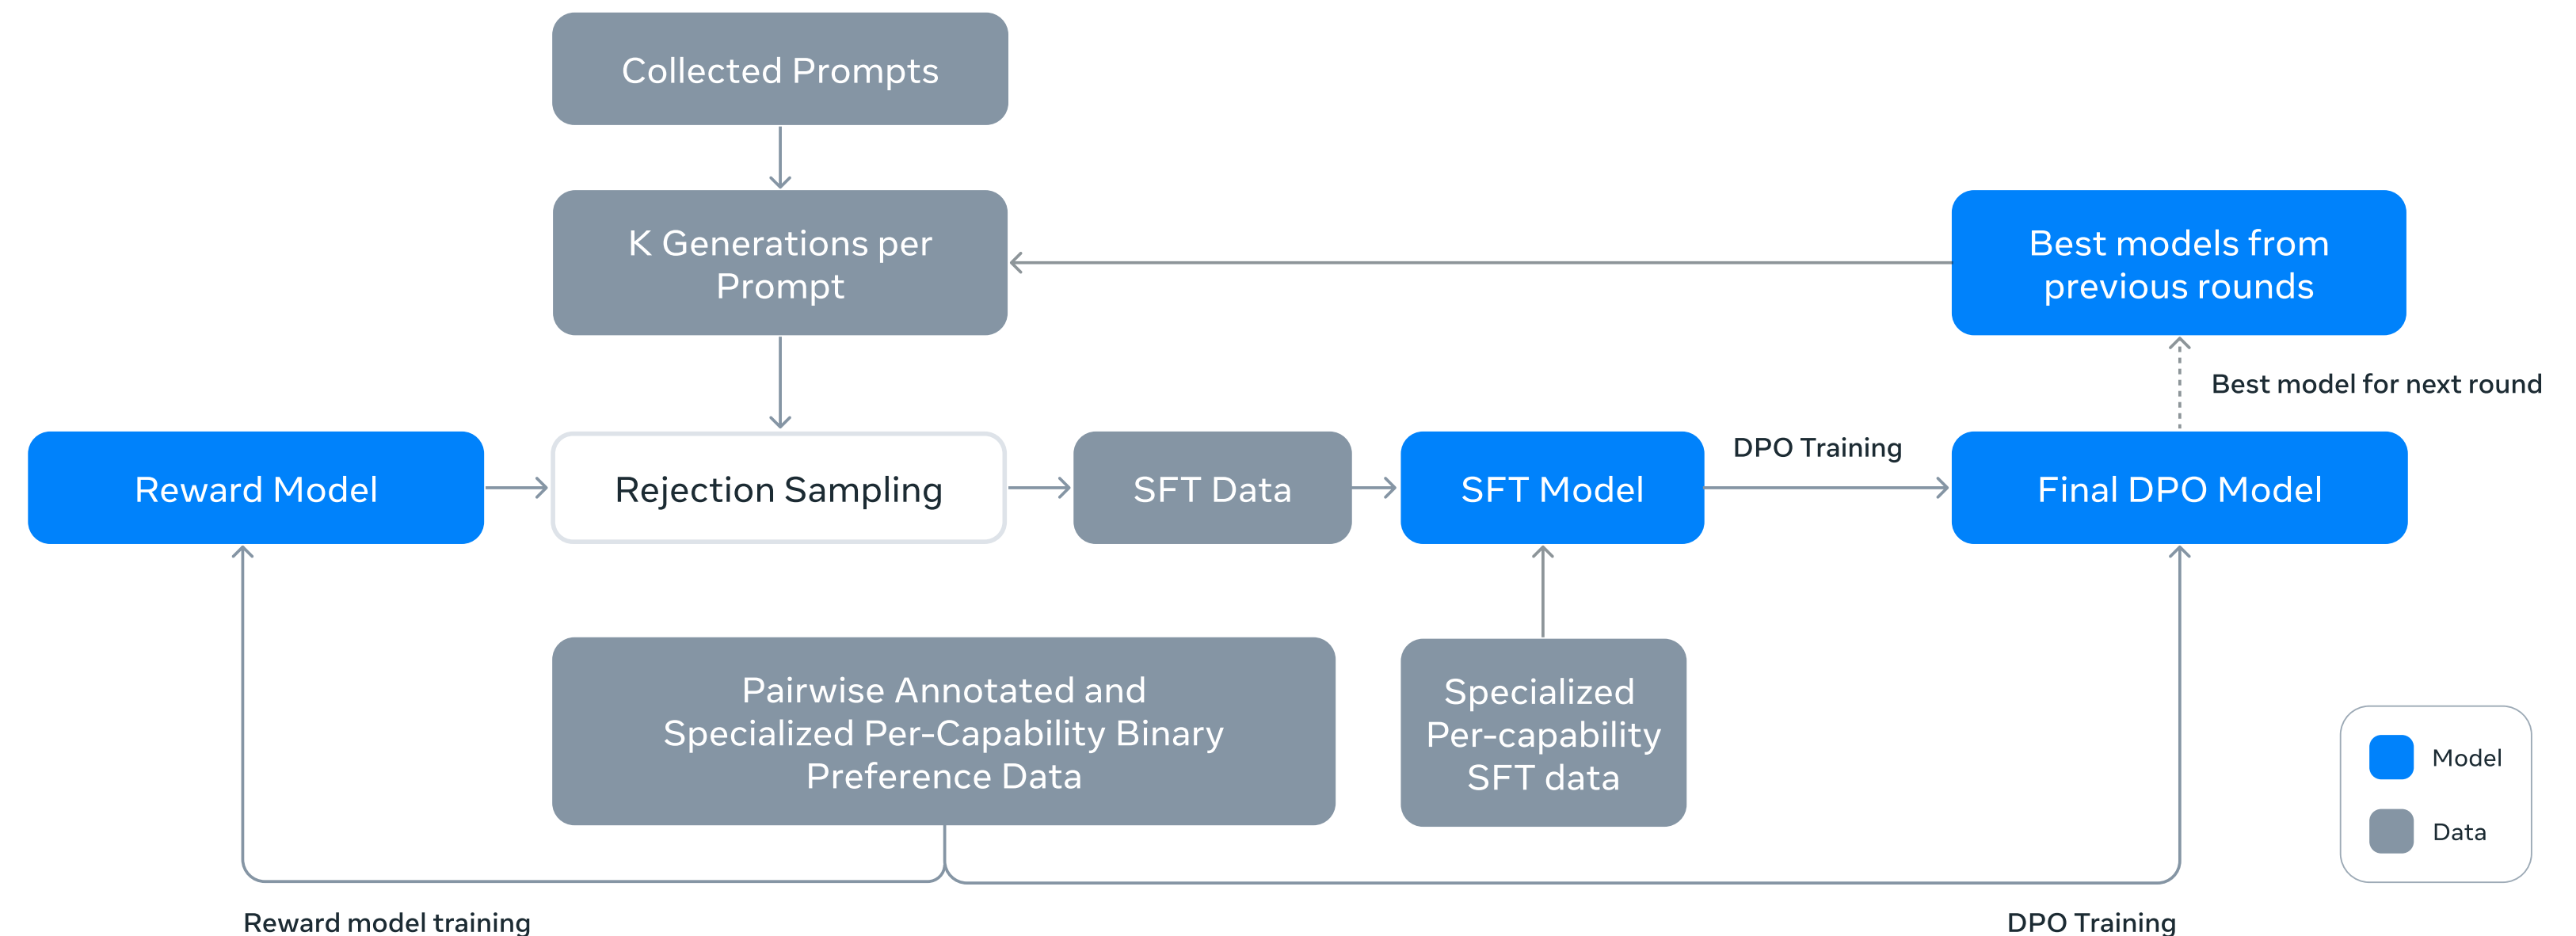 Collected Prompts
K Generations per
Prompt
Best models from
previous rounds
Best model for next round
Reward Model
Rejection Sampling
SFT Data
SFT Model
DPO Training
Final DPO Model
Pairwise Annotated and
Specialized Per-Capability Binary
Preference Data
Specialized
Per-capability
SFT data
Model
Data
Reward model training
DPO Training